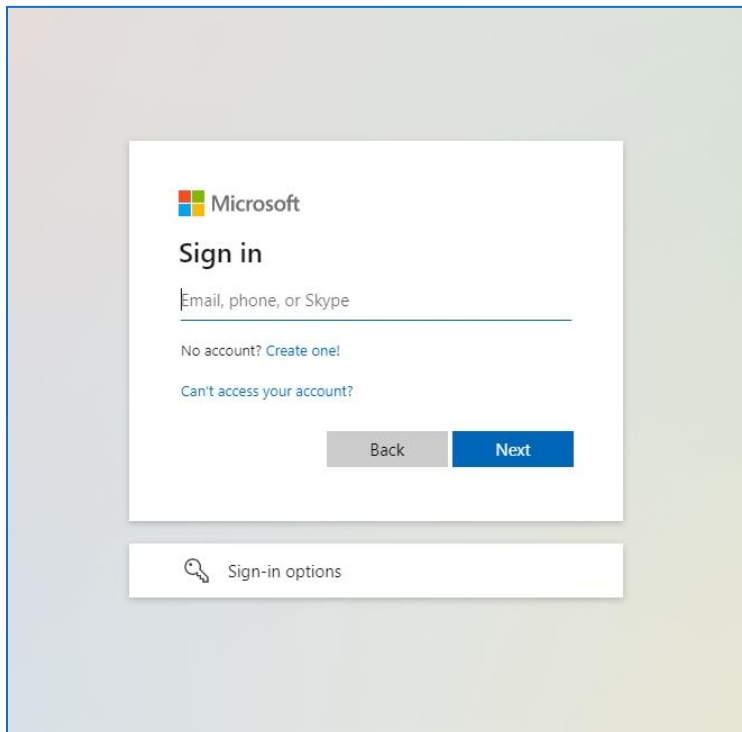 Microsoft
Sign in
Email, phone, or Skype
No account? Create one!
Can't access your account?
Back Next
Sign-in options